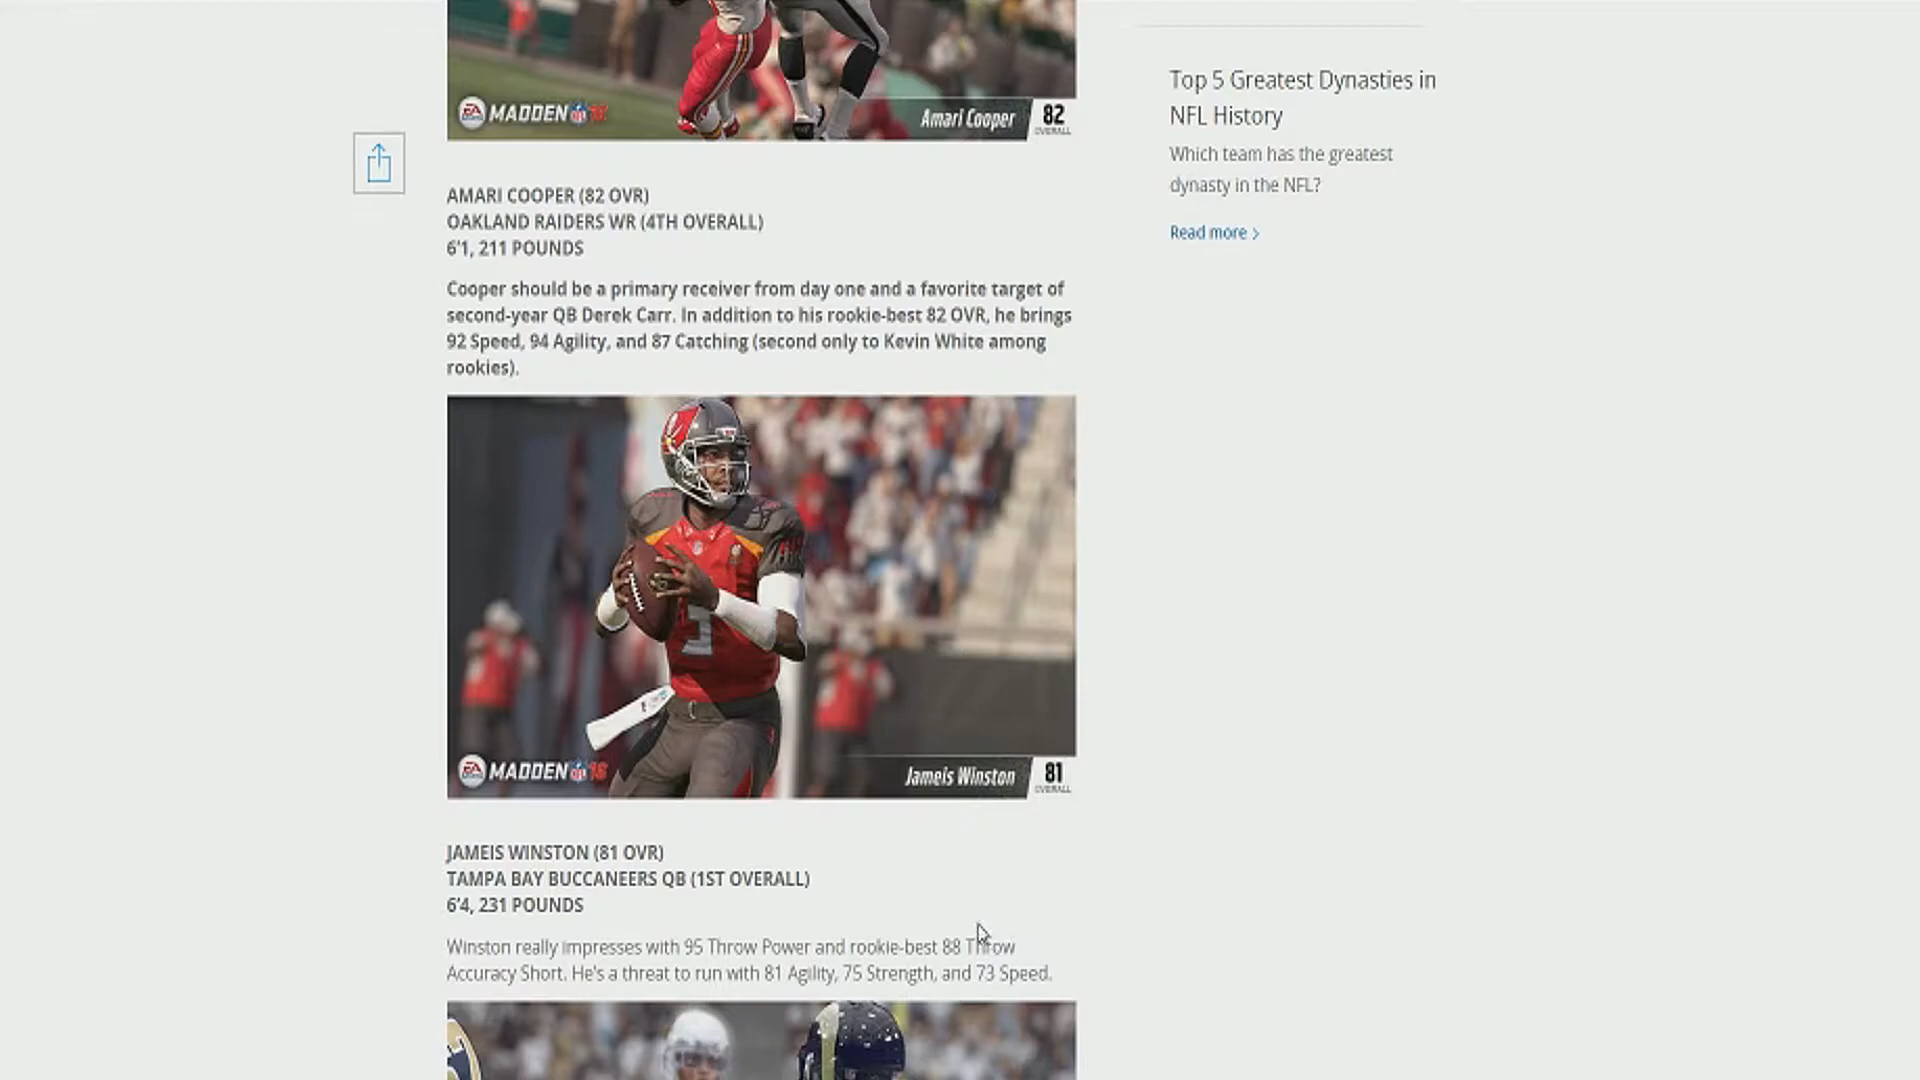 MADDEN NFL 16
Amari Cooper
82
OVERALL
AMARI COOPER (82 OVR)
OAKLAND RAIDERS WR (4TH OVERALL)
6'1, 211 POUNDS
Cooper should be a primary receiver from day one and a favorite target of
second-year QB Derek Carr. In addition to his rookie-best 82 OVR, he brings
92 Speed, 94 Agility, and 87 Catching (second only to Kevin White among
rookies).
3
EA
MADDEN NFL 16
Jameis Winston
81
OVERALL
JAMEIS WINSTON (81 OVR)
TAMPA BAY BUCCANEERS QB (1ST OVERALL)
6'4, 231 POUNDS
Winston really impresses with 95 Throw Power and rookie-best 88 Throw
Accuracy Short. He's a threat to run with 81 Agility, 75 Strength, and 73 Speed.
Top 5 Greatest Dynasties in
NFL History
Which team has the greatest
dynasty in the NFL?
Read more >